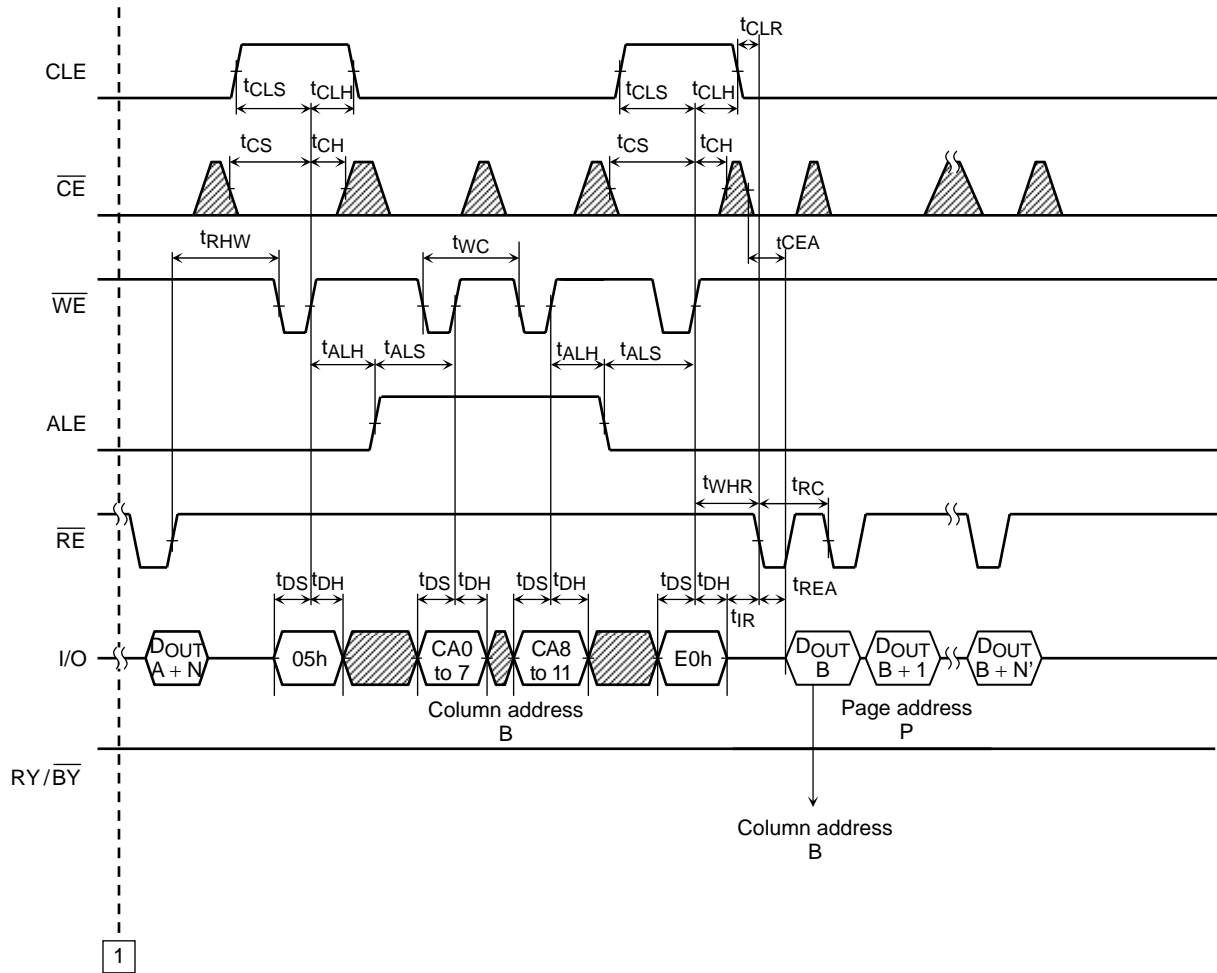 tCLR
CLE
tCLS tCLH tCLS tCLH
tCS tCH tCS tCH
CE
tRHW tWC tCEA
WE
tALH tALS tALH tALS
ALE
tWHR tRC
RE
tDS tDH tDS tDH tDS tDH tDS tDH tREA
tIR
I/O
DOUT
A + N
05h
CA0
to 7
CA8
to 11
E0h
DOUT
B
DOUT
B + 1
DOUT
B + N'
Column address
B
Page address
P
RY/BY
Column address
B
1